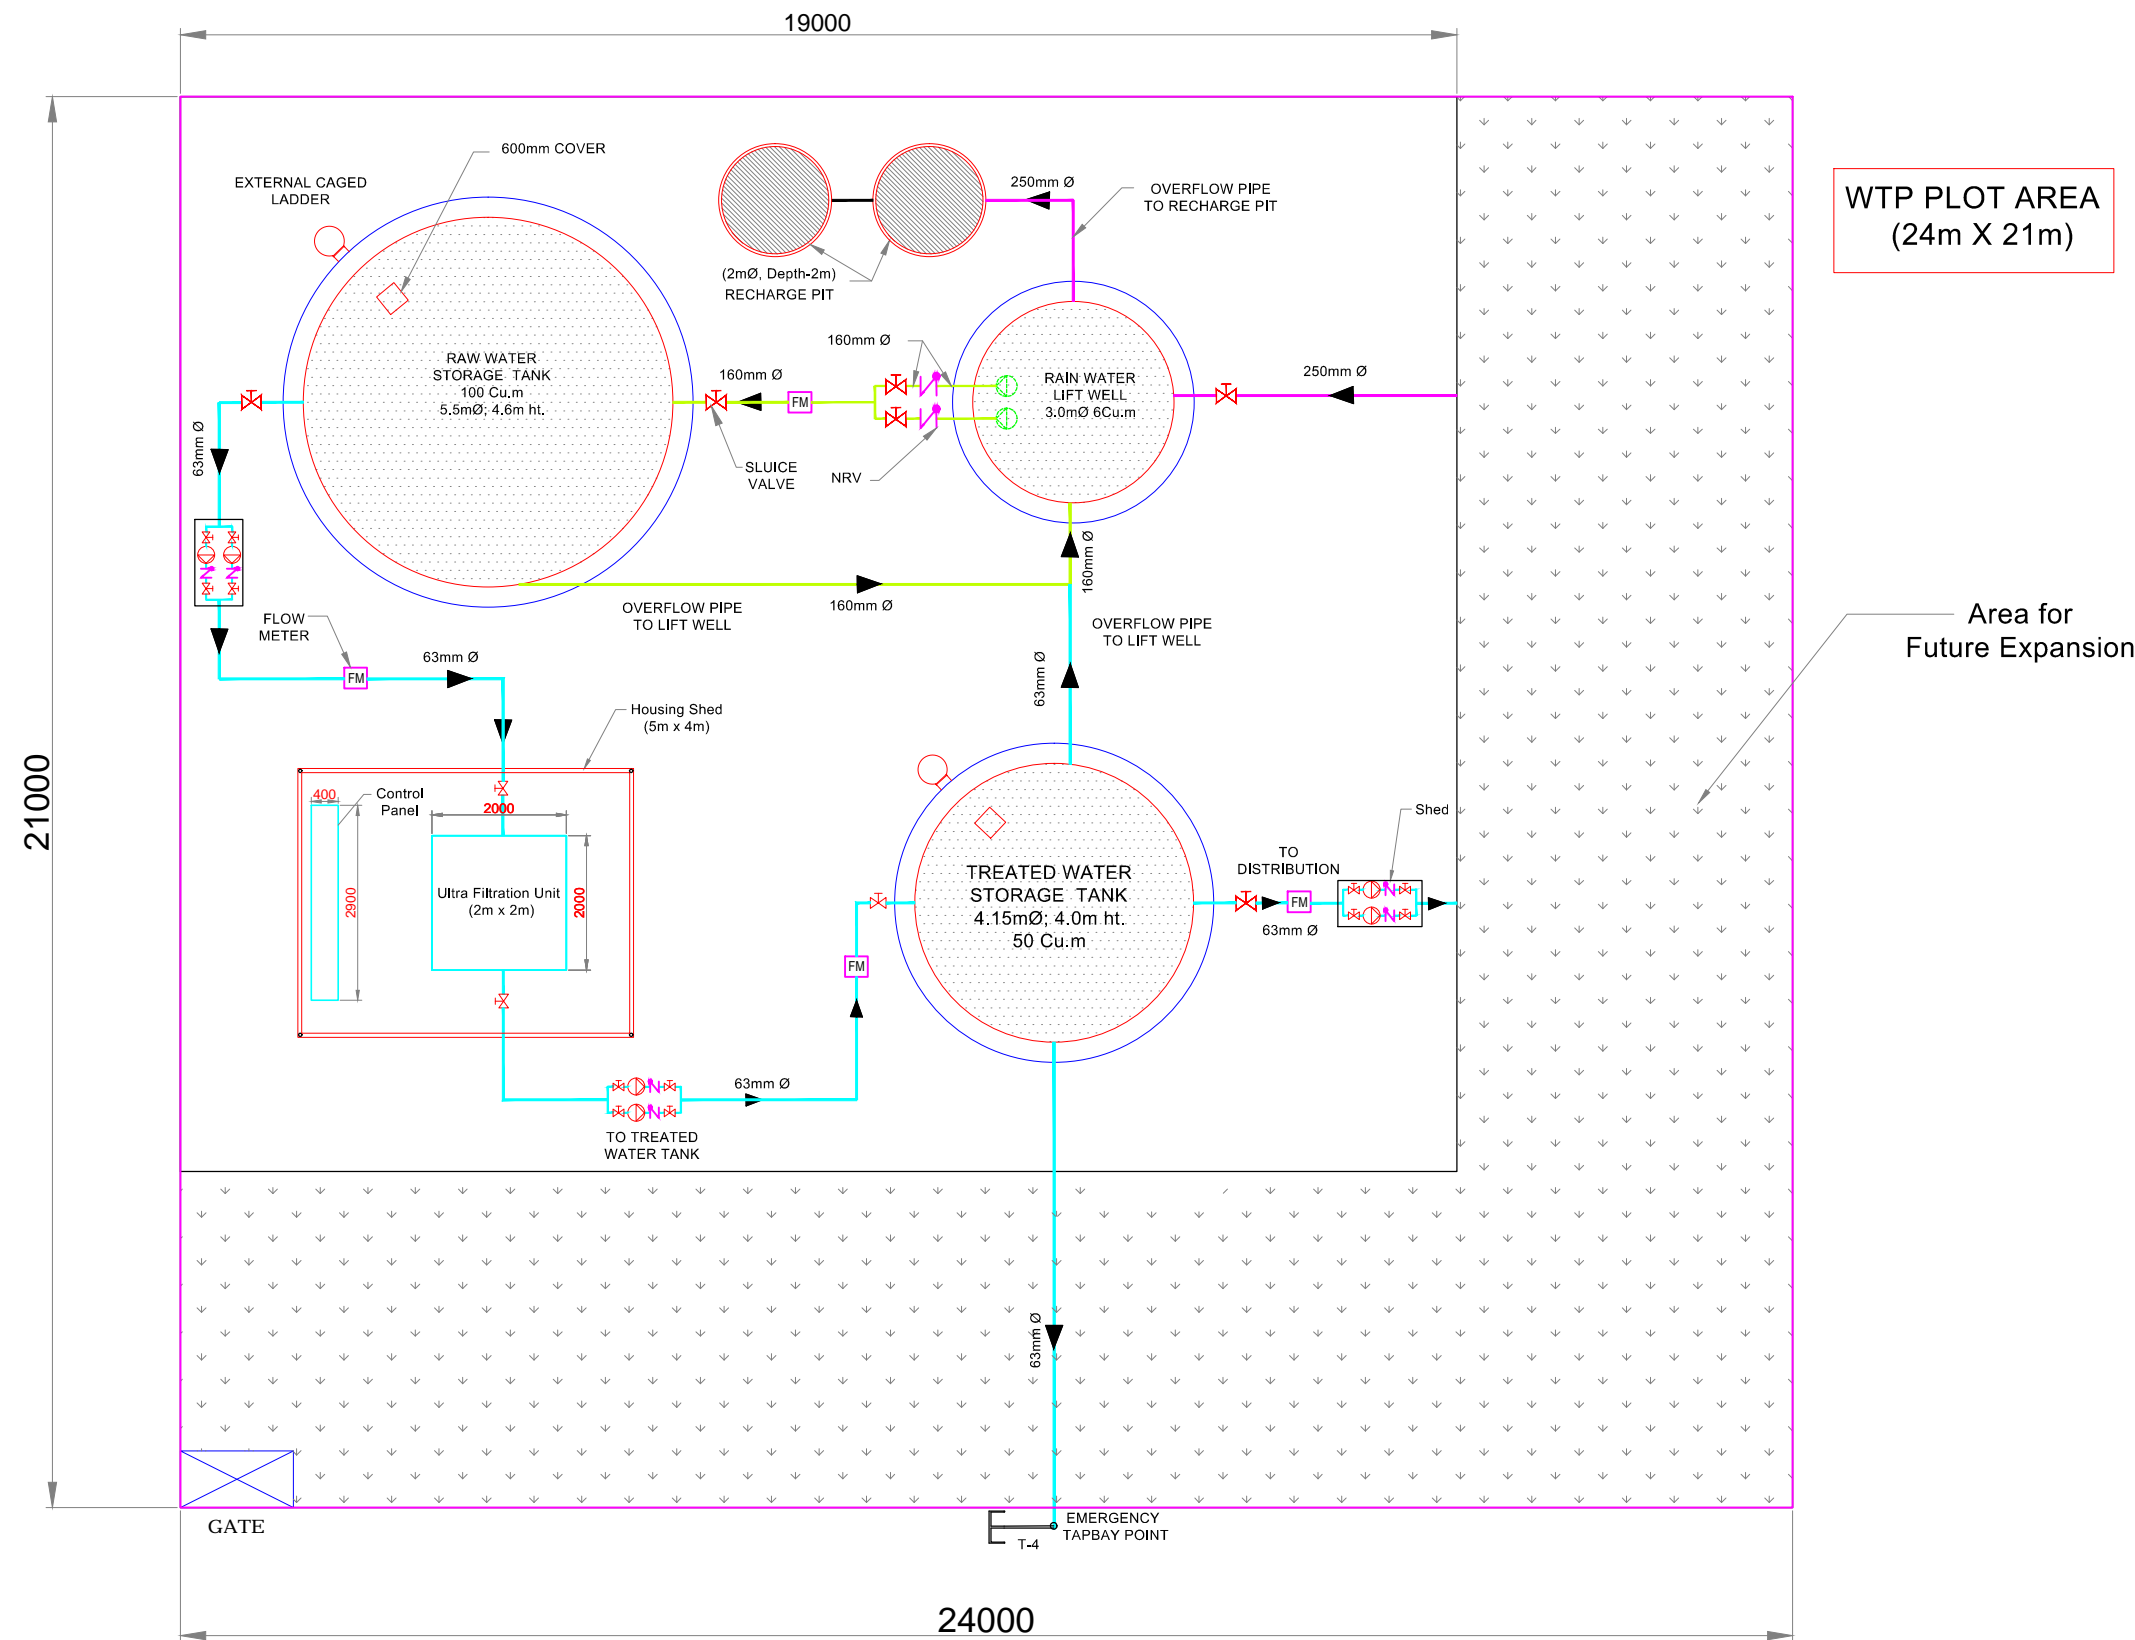 19000
WTP PLOT AREA
(24m X 21m)
600mm COVER
EXTERNAL CAGED
LADDER
250mm Ø
OVERFLOW PIPE
TO RECHARGE PIT
(2mØ, Depth-2m)
RECHARGE PIT
160mm Ø
RAW WATER
STORAGE TANK
100 Cu.m
5.5mØ; 4.6m ht.
160mm Ø
FM
RAIN WATER
LIFT WELL
3.0mØ 6Cu.m
250mm Ø
63mm Ø
SLUICE
VALVE
NRV
160mm Ø
160mm Ø
OVERFLOW PIPE
TO LIFT WELL
OVERFLOW PIPE
TO LIFT WELL
FLOW
METER
FM
63mm Ø
63mm Ø
Area for
Future Expansion
Housing Shed
(5m x 4m)
21000
400
Control
Panel
2000
2900
Ultra Filtration Unit
(2m x 2m)
2000
TREATED WATER
STORAGE TANK
4.15mØ; 4.0m ht.
50 Cu.m
Shed
TO
DISTRIBUTION
FM
63mm Ø
FM
63mm Ø
TO TREATED
WATER TANK
63mm Ø
GATE
EMERGENCY
TAPBAY POINT
T-4
24000